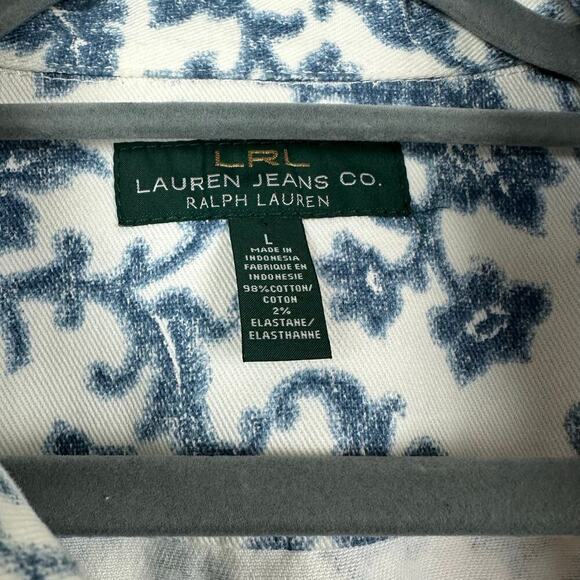 LRL
LAUREN JEANS CO.
RALPH LAUREN
L
MADE IN
INDONESIA
FABRIQUE EN
INDONESIE
98%COTTON/
COTON
2%
ELASTANE/
ELASTHANNE